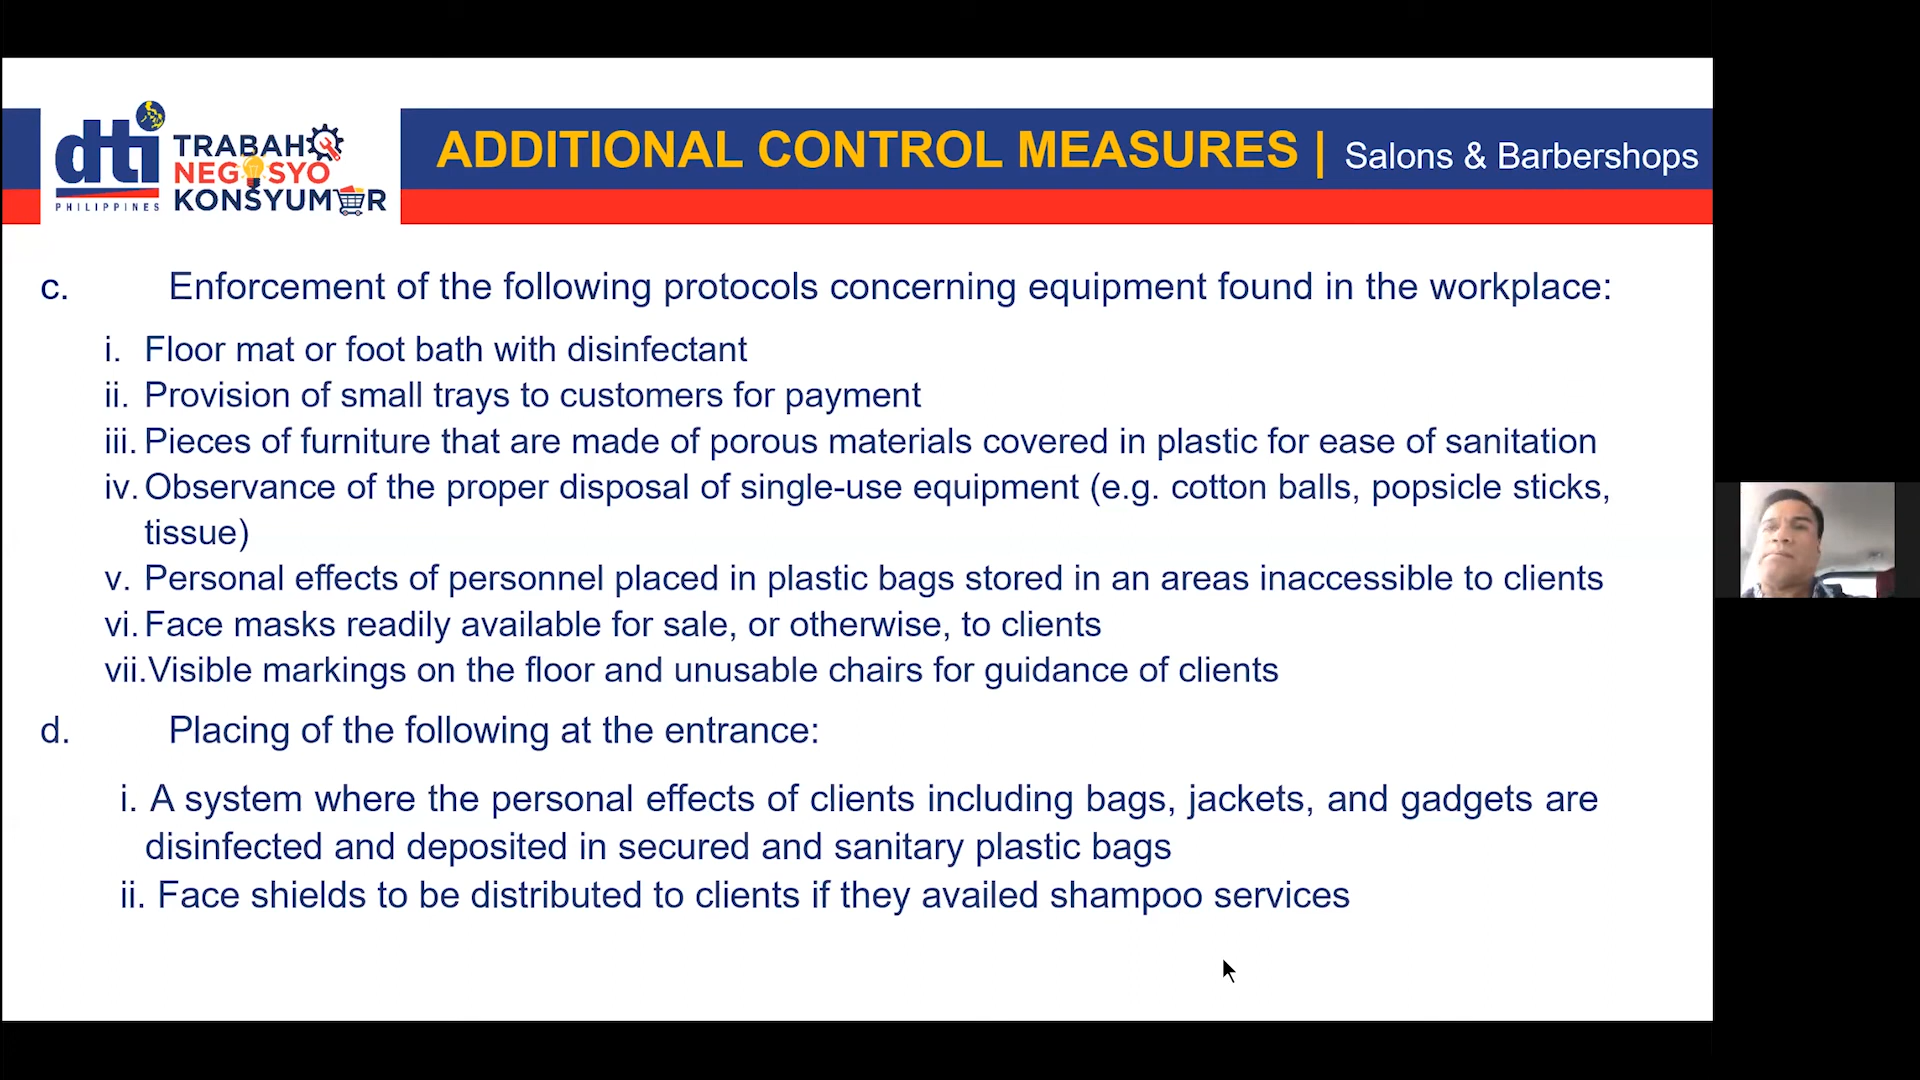 dti
PHILIPPINES
TRABAHO
NEGOSYO
KONSYUMER
ADDITIONAL CONTROL MEASURES | Salons & Barbershops
c. Enforcement of the following protocols concerning equipment found in the workplace:
i. Floor mat or foot bath with disinfectant
ii. Provision of small trays to customers for payment
iii. Pieces of furniture that are made of porous materials covered in plastic for ease of sanitation
iv. Observance of the proper disposal of single-use equipment (e.g. cotton balls, popsicle sticks,
tissue)
v. Personal effects of personnel placed in plastic bags stored in an areas inaccessible to clients
vi. Face masks readily available for sale, or otherwise, to clients
vii. Visible markings on the floor and unusable chairs for guidance of clients
d. Placing of the following at the entrance:
i. A system where the personal effects of clients including bags, jackets, and gadgets are
disinfected and deposited in secured and sanitary plastic bags
ii. Face shields to be distributed to clients if they availed shampoo services